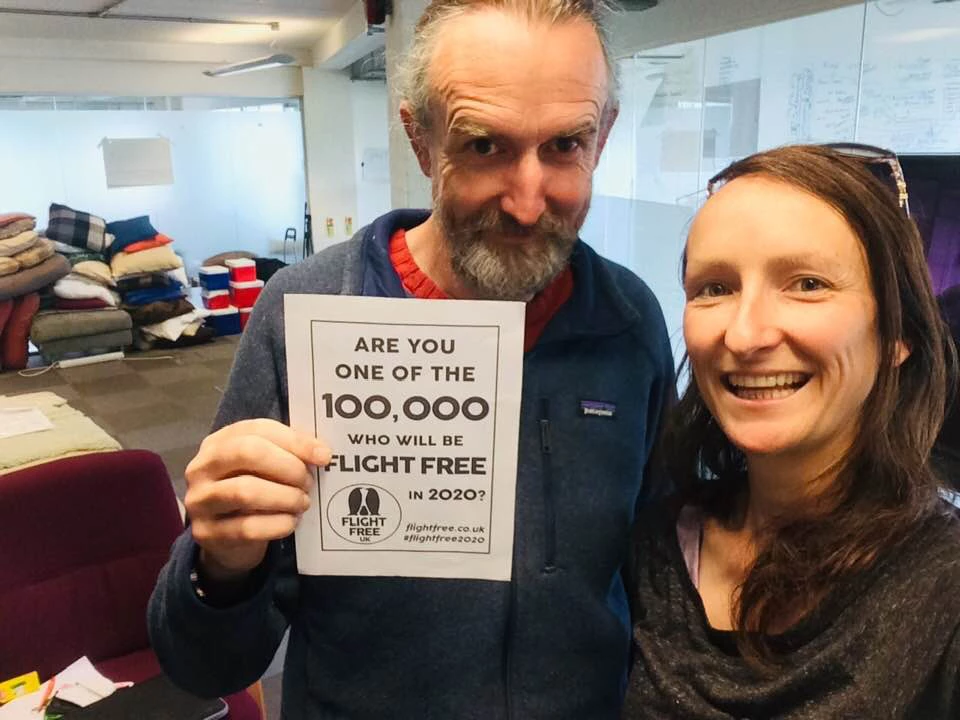 ARE YOU
ONE OF THE
100,000
WHO WILL BE
FLIGHT FREE
IN 2020?
FLIGHT
FREE
UK
flightfree.co.uk
#flightfree2020
patagonia